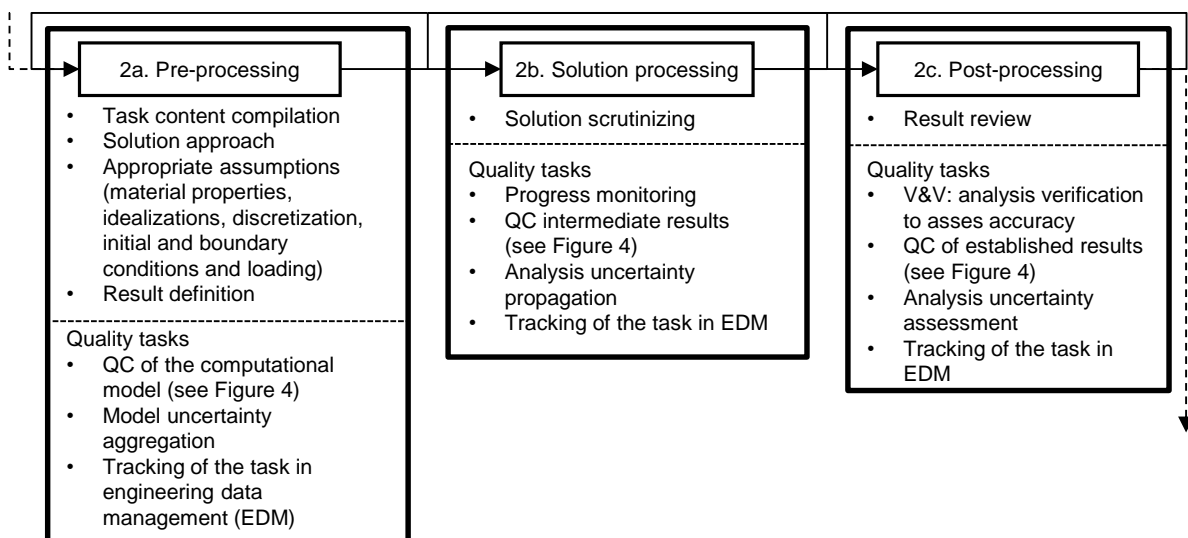 2a. Pre-processing
• Task content compilation
• Solution approach
• Appropriate assumptions
(material properties,
idealizations, discretization,
initial and boundary
conditions and loading)
• Result definition
Quality tasks
• QC of the computational
model (see Figure 4)
• Model uncertainty
aggregation
• Tracking of the task in
engineering data
management (EDM)
2b. Solution processing
• Solution scrutinizing
Quality tasks
• Progress monitoring
• QC intermediate results
(see Figure 4)
• Analysis uncertainty
propagation
• Tracking of the task in EDM
2c. Post-processing
• Result review
Quality tasks
• V&V: analysis verification
to asses accuracy
• QC of established results
(see Figure 4)
• Analysis uncertainty
assessment
• Tracking of the task in
EDM